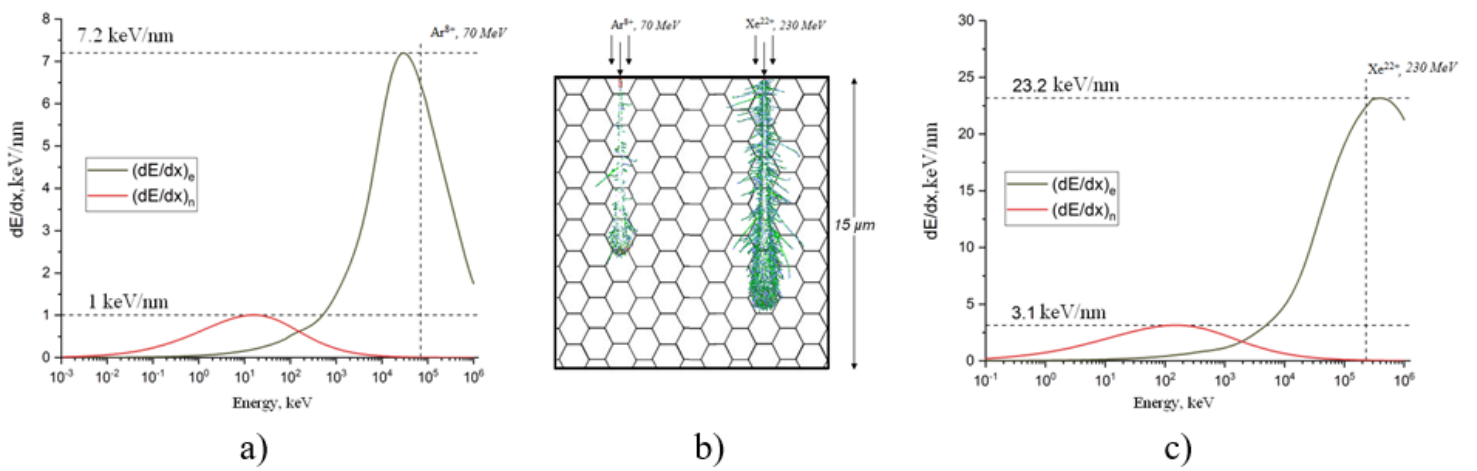 8
7
6
5
4
3
2
1
0
dE/dx,keV/nm
7.2 keV/nm
Ar⁸⁺, 70 MeV
(dE/dx)ₑ
(dE/dx)ₙ
1 keV/nm
10⁻³ 10⁻² 10⁻¹ 10⁰ 10¹ 10² 10³ 10⁴ 10⁵ 10⁶
Energy, keV
a)
Ar⁸⁺, 70 MeV
Xe²²⁺, 230 MeV
15 µm
b)
30
25
20
15
10
5
0
dE/dx,keV/nm
Xe²²⁺, 230 MeV
23.2 keV/nm
(dE/dx)ₑ
(dE/dx)ₙ
3.1 keV/nm
10⁻¹ 10⁰ 10¹ 10² 10³ 10⁴ 10⁵ 10⁶
Energy, keV
c)